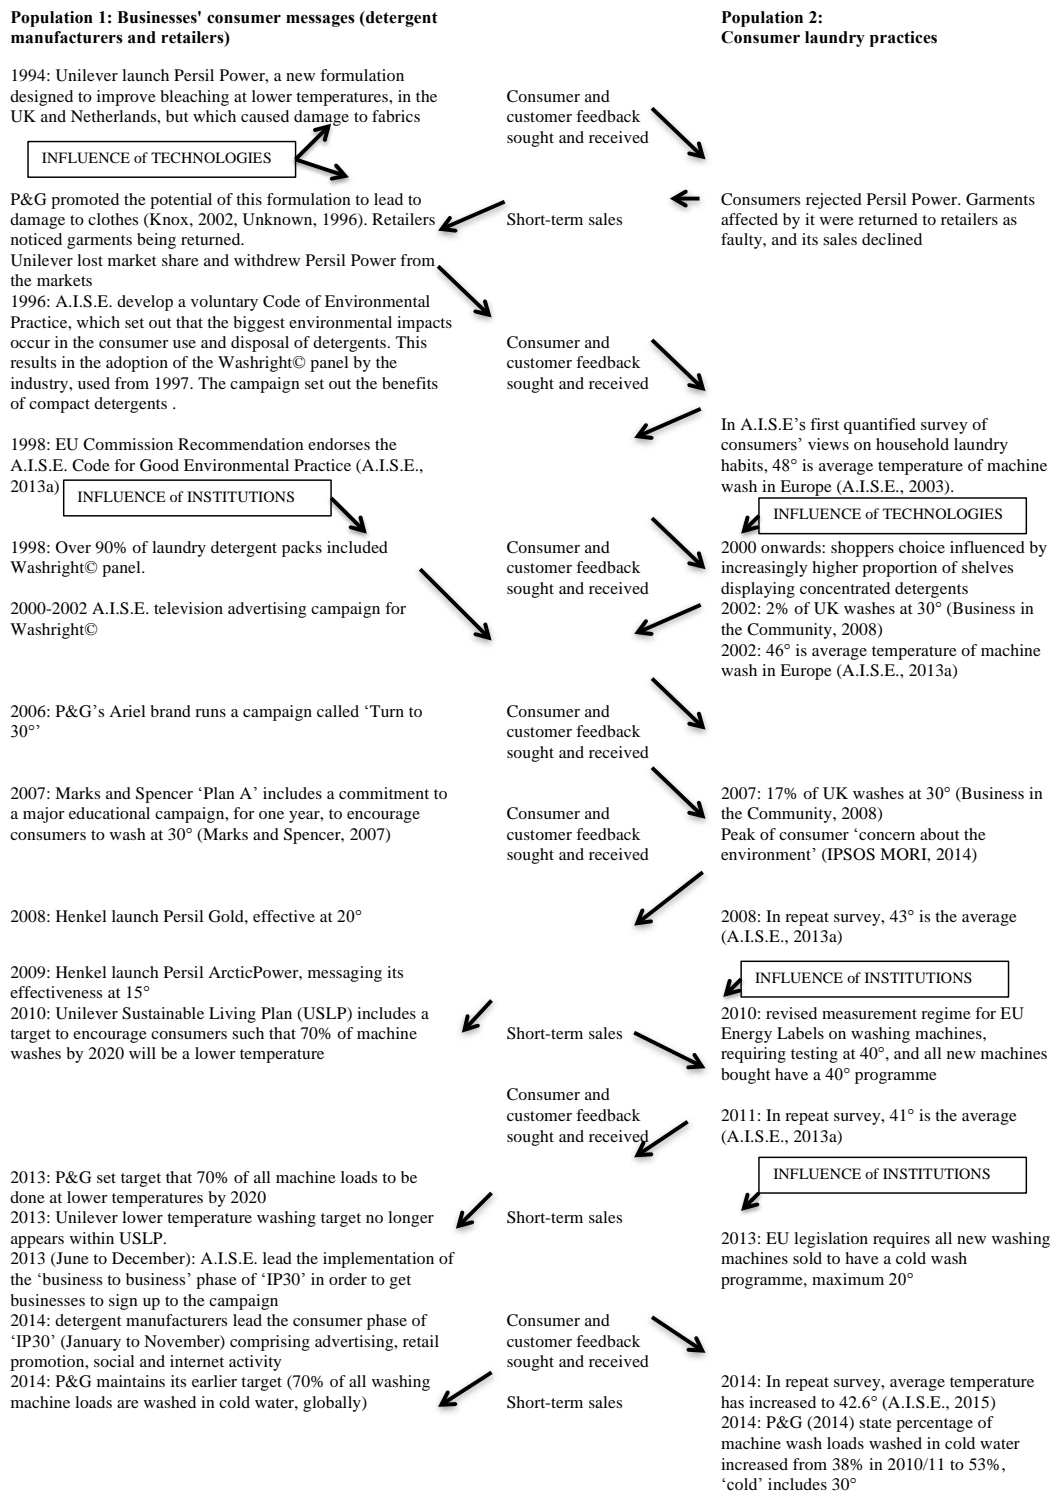 Population 1: Businesses' consumer messages (detergent
manufacturers and retailers)
Population 2:
Consumer laundry practices
1994: Unilever launch Persil Power, a new formulation
designed to improve bleaching at lower temperatures, in the
UK and Netherlands, but which caused damage to fabrics
Consumer and
customer feedback
sought and received
INFLUENCE of TECHNOLOGIES
P&G promoted the potential of this formulation to lead to
damage to clothes (Knox, 2002, Unknown, 1996). Retailers
noticed garments being returned.
Unilever lost market share and withdrew Persil Power from
the markets
Short-term sales
Consumers rejected Persil Power. Garments
affected by it were returned to retailers as
faulty, and its sales declined
1996: A.I.S.E. develop a voluntary Code of Environmental
Practice, which set out that the biggest environmental impacts
occur in the consumer use and disposal of detergents. This
results in the adoption of the Washright© panel by the
industry, used from 1997. The campaign set out the benefits
of compact detergents .
Consumer and
customer feedback
sought and received
In A.I.S.E's first quantified survey of
consumers' views on household laundry
habits, 48° is average temperature of machine
wash in Europe (A.I.S.E., 2003).
1998: EU Commission Recommendation endorses the
A.I.S.E. Code for Good Environmental Practice (A.I.S.E.,
2013a)
INFLUENCE of INSTITUTIONS
INFLUENCE of TECHNOLOGIES
1998: Over 90% of laundry detergent packs included
Washright© panel.
Consumer and
customer feedback
sought and received
2000 onwards: shoppers choice influenced by
increasingly higher proportion of shelves
displaying concentrated detergents
2000-2002 A.I.S.E. television advertising campaign for
Washright©
2002: 2% of UK washes at 30° (Business in
the Community, 2008)
2002: 46° is average temperature of machine
wash in Europe (A.I.S.E., 2013a)
2006: P&G's Ariel brand runs a campaign called ‘Turn to
30°’
Consumer and
customer feedback
sought and received
2007: Marks and Spencer ‘Plan A’ includes a commitment to
a major educational campaign, for one year, to encourage
consumers to wash at 30° (Marks and Spencer, 2007)
Consumer and
customer feedback
sought and received
2007: 17% of UK washes at 30° (Business in
the Community, 2008)
Peak of consumer ‘concern about the
environment’ (IPSOS MORI, 2014)
2008: Henkel launch Persil Gold, effective at 20°
2008: In repeat survey, 43° is the average
(A.I.S.E., 2013a)
2009: Henkel launch Persil ArcticPower, messaging its
effectiveness at 15°
INFLUENCE of INSTITUTIONS
2010: Unilever Sustainable Living Plan (USLP) includes a
target to encourage consumers such that 70% of machine
washes by 2020 will be a lower temperature
Short-term sales
2010: revised measurement regime for EU
Energy Labels on washing machines,
requiring testing at 40°, and all new machines
bought have a 40° programme
Consumer and
customer feedback
sought and received
2011: In repeat survey, 41° is the average
(A.I.S.E., 2013a)
2013: P&G set target that 70% of all machine loads to be
done at lower temperatures by 2020
INFLUENCE of INSTITUTIONS
2013: Unilever lower temperature washing target no longer
appears within USLP.
Short-term sales
2013: EU legislation requires all new washing
machines sold to have a cold wash
programme, maximum 20°
2013 (June to December): A.I.S.E. lead the implementation of
the ‘business to business’ phase of ‘IP30’ in order to get
businesses to sign up to the campaign
2014: detergent manufacturers lead the consumer phase of
‘IP30’ (January to November) comprising advertising, retail
promotion, social and internet activity
Consumer and
customer feedback
sought and received
2014: P&G maintains its earlier target (70% of all washing
machine loads are washed in cold water, globally)
Short-term sales
2014: In repeat survey, average temperature
has increased to 42.6° (A.I.S.E., 2015)
2014: P&G (2014) state percentage of
machine wash loads washed in cold water
increased from 38% in 2010/11 to 53%,
‘cold’ includes 30°